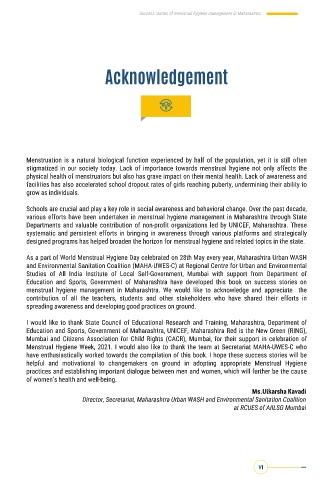 Success stories of menstrual hygiene management in Maharashtra
Acknowledgement
Menstruation is a natural biological function experienced by half of the population, yet it is still often
stigmatized in our society today. Lack of importance towards menstrual hygiene not only affects the
physical health of menstruators but also has grave impact on their mental health. Lack of awareness and
facilities has also accelerated school dropout rates of girls reaching puberty, undermining their ability to
grow as individuals.
Schools are crucial and play a key role in social awareness and behavioral change. Over the past decade,
various efforts have been undertaken in menstrual hygiene management in Maharashtra through State
Departments and valuable contribution of non-profit organizations led by UNICEF, Maharashtra. These
systematic and persistent efforts in bringing in awareness through various platforms and strategically
designed programs has helped broaden the horizon for menstrual hygiene and related topics in the state.
As a part of World Menstrual Hygiene Day celebrated on 28th May every year, Maharashtra Urban WASH
and Environmental Sanitation Coalition (MAHA-UWES-C) at Regional Centre for Urban and Environmental
Studies of All India Institute of Local Self-Government, Mumbai with support from Department of
Education and Sports, Government of Maharashtra have developed this book on success stories on
menstrual hygiene management in Maharashtra. We would like to acknowledge and appreciate the
contribution of all the teachers, students and other stakeholders who have shared their efforts in
spreading awareness and developing good practices on ground.
I would like to thank State Council of Educational Research and Training, Maharashtra, Department of
Education and Sports, Government of Maharashtra, UNICEF, Maharashtra Red is the New Green (RING),
Mumbai and Citizens Association for Child Rights (CACR), Mumbai, for their support in celebration of
Menstrual Hygiene Week, 2021. I would also like to thank the team at Secretariat MAHA-UWES-C who
have enthusiastically worked towards the compilation of this book. I hope these success stories will be
helpful and motivational to changemakers on ground in adopting appropriate Menstrual Hygiene
practices and establishing important dialogue between men and women, which will further be the cause
of women's health and well-being.
Ms.Utkarsha Kavadi
Director, Secretariat, Maharashtra Urban WASH and Environmental Sanitation Coalition
at RCUES of AIILSG Mumbai
VI